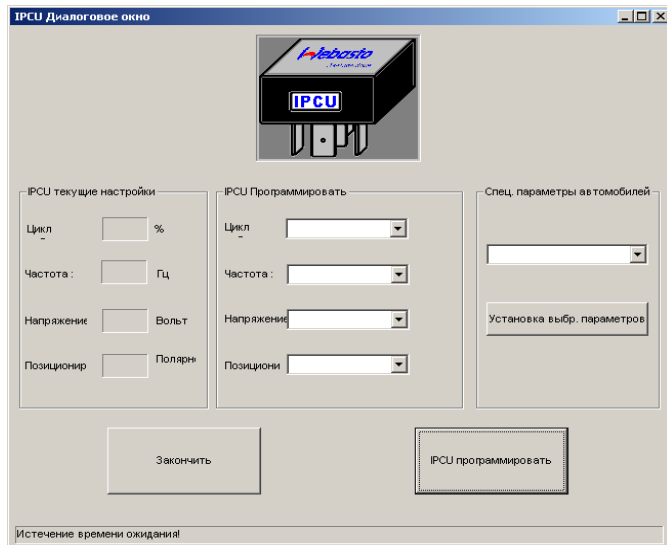 IPCU Диалоговое окно
Webasto
IPCU
IPCU текущие настройки
Цикл
%
Частота :
Гц
Напряжение
Вольт
Позиционир
Полярн
IPCU Программировать
Цикл
Частота :
Напряжение
Позициони
Спец. параметры автомобилей
Установка выбр. параметров
Закончить
IPCU программировать
Истечение времени ожидания!